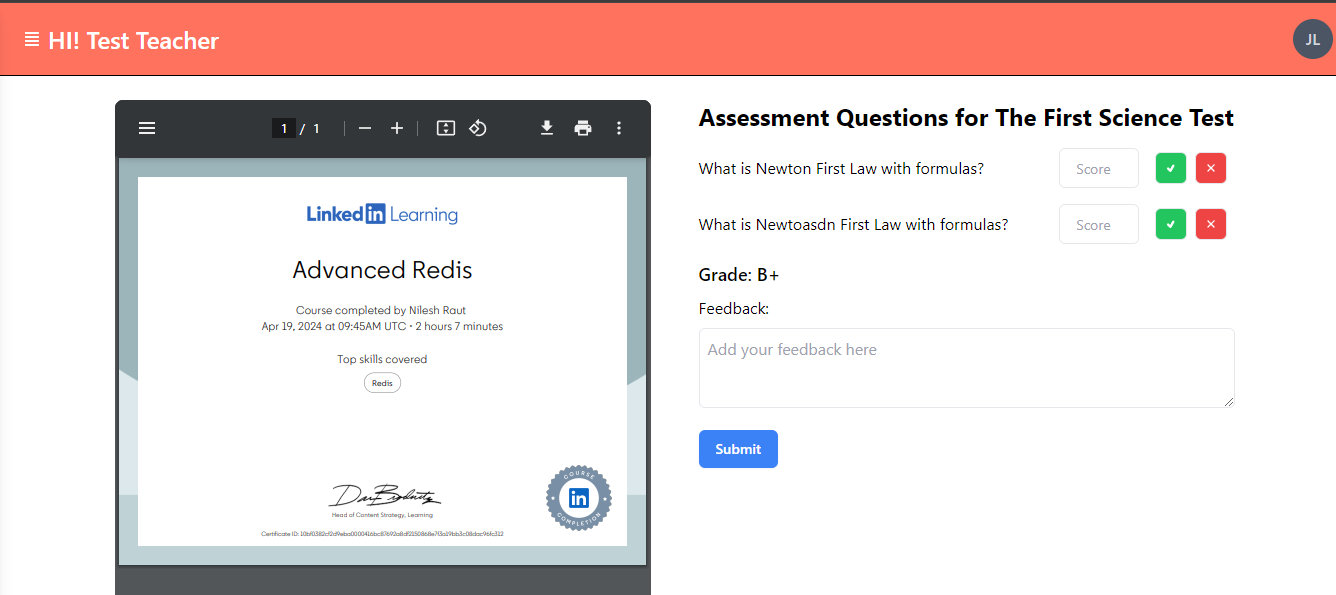 HI! Test Teacher
JL
1 / 1
Linked in Learning
Advanced Redis
Course completed by Nilesh Raut
Apr 19, 2024 at 09:45AM UTC • 2 hours 7 minutes
Top skills covered
Redis
Head of Content Strategy, Learning
COURSE
in
COMPLETION
Certificate ID:
Assessment Questions for The First Science Test
What is Newton First Law with formulas?
Score
What is Newtoasdn First Law with formulas?
Score
Grade: B+
Feedback:
Add your feedback here
Submit